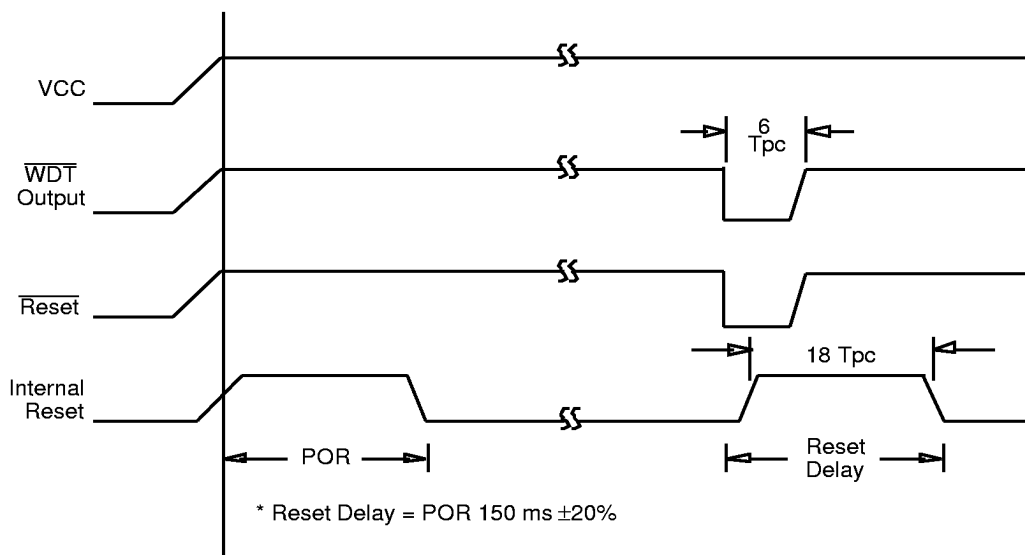 VCC
6
Tpc
WDT
Output
Reset
18 Tpc
Internal
Reset
POR
Reset
Delay
* Reset Delay = POR 150 ms ±20%